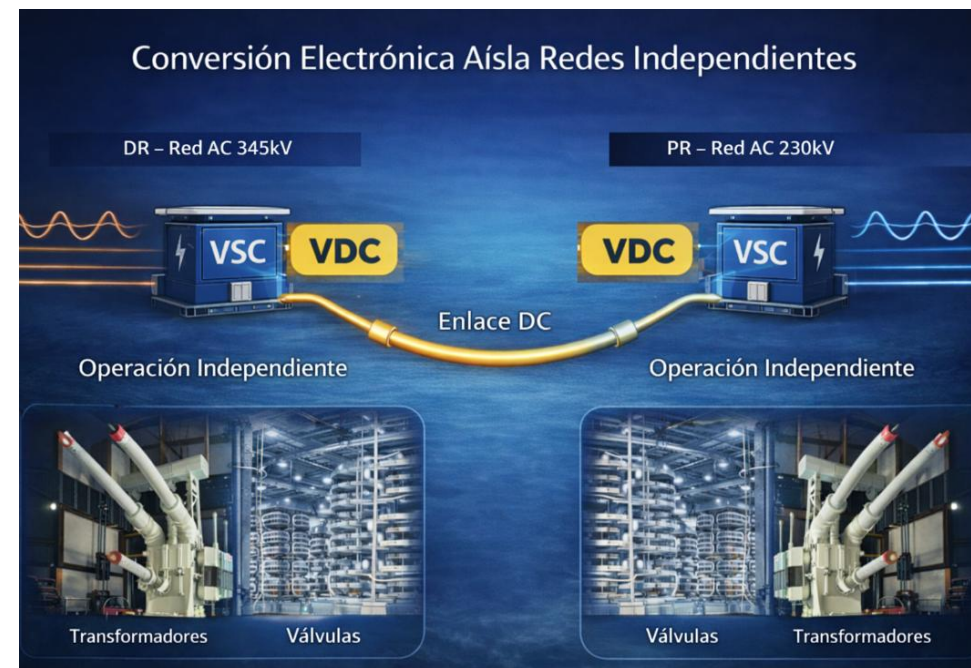 Conversión Electrónica Aísla Redes Independientes
DR – Red AC 345kV
PR – Red AC 230kV
VSC
VDC
VDC
VSC
Enlace DC
Operación Independiente
Operación Independiente
Transformadores
Válvulas
Válvulas
Transformadores